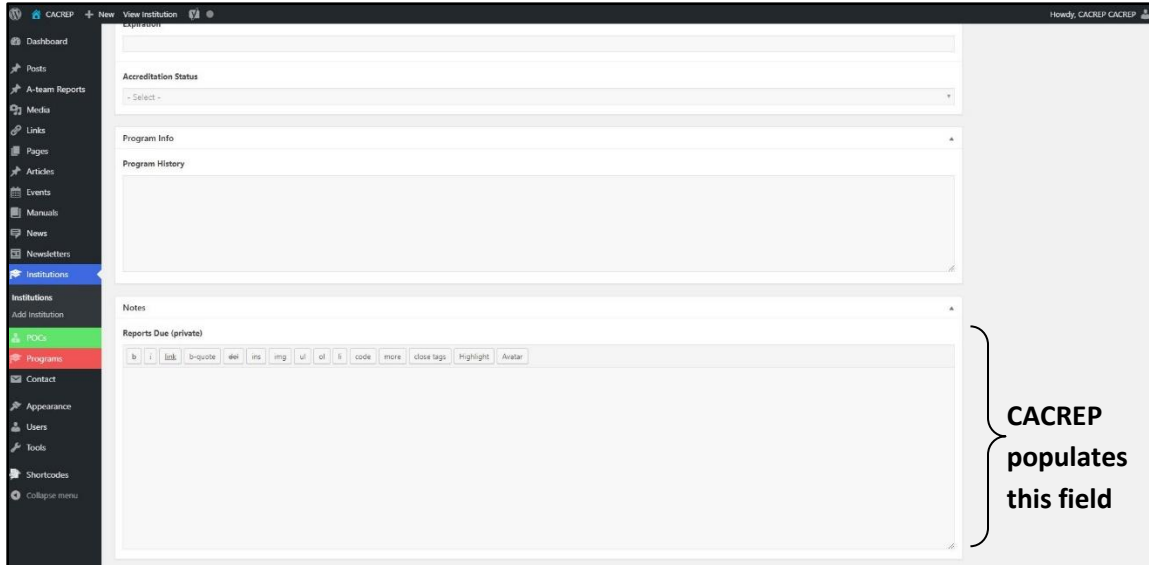 CACREP + New View Institution Howdy, CACREP CACREP
Dashboard
Posts
A-team Reports
Media
Links
Pages
Articles
Events
Manuals
News
Newsletters
Institutions
Institutions
Add Institution
POCs
Programs
Contact
Appearance
Users
Tools
Shortcodes
Collapse menu
Expiration
Accreditation Status
- Select -
Program Info
Program History
Notes
Reports Due (private)
b i link b-quote del ins img ul ol li code more close tags Highlight Avatar
CACREP
populates
this field